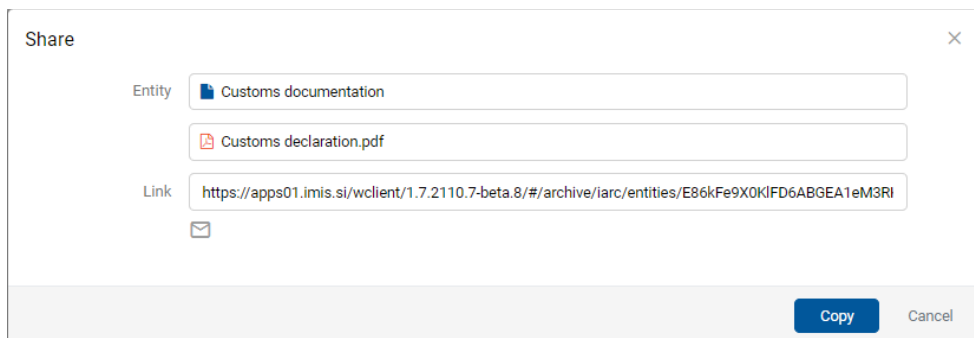 Share
Entity
Customs documentation
Customs declaration.pdf
Link
https://apps01.imis.si/wclient/1.7.2110.7-beta.8/#/archive/iarc/entities/E86kFe9X0KlFD6ABGEA1eM3R
Copy
Cancel